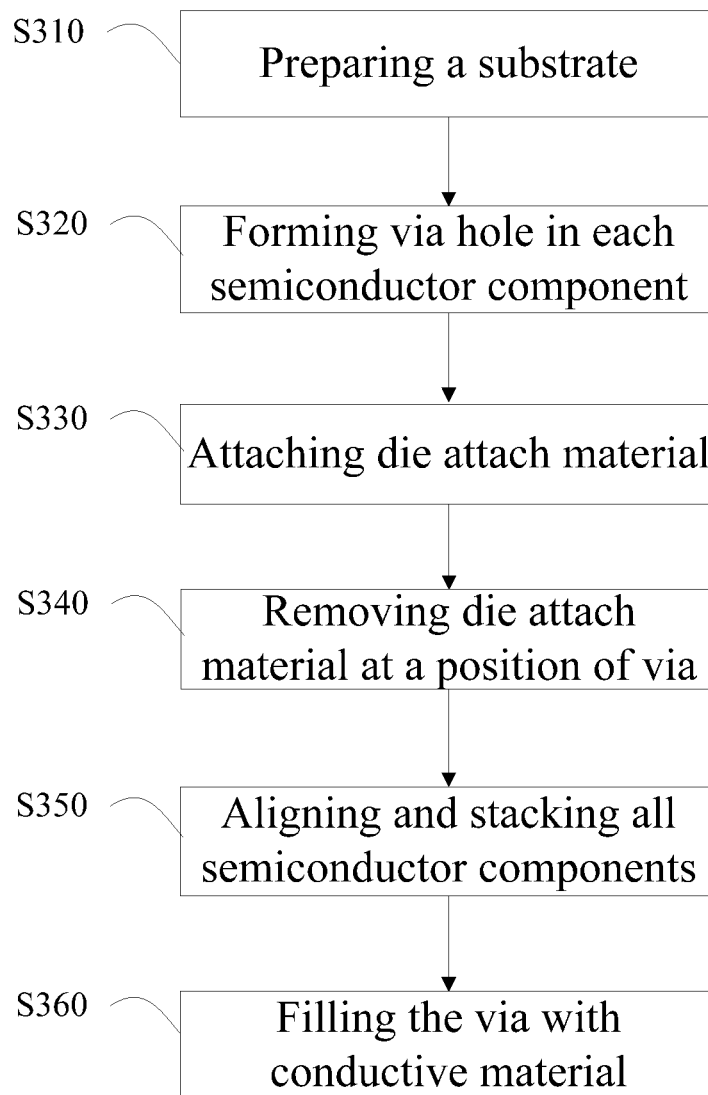 S310
Preparing a substrate
S320
Forming via hole in each
semiconductor component
S330
Attaching die attach material
S340
Removing die attach
material at a position of via
S350
Aligning and stacking all
semiconductor components
S360
Filling the via with
conductive material